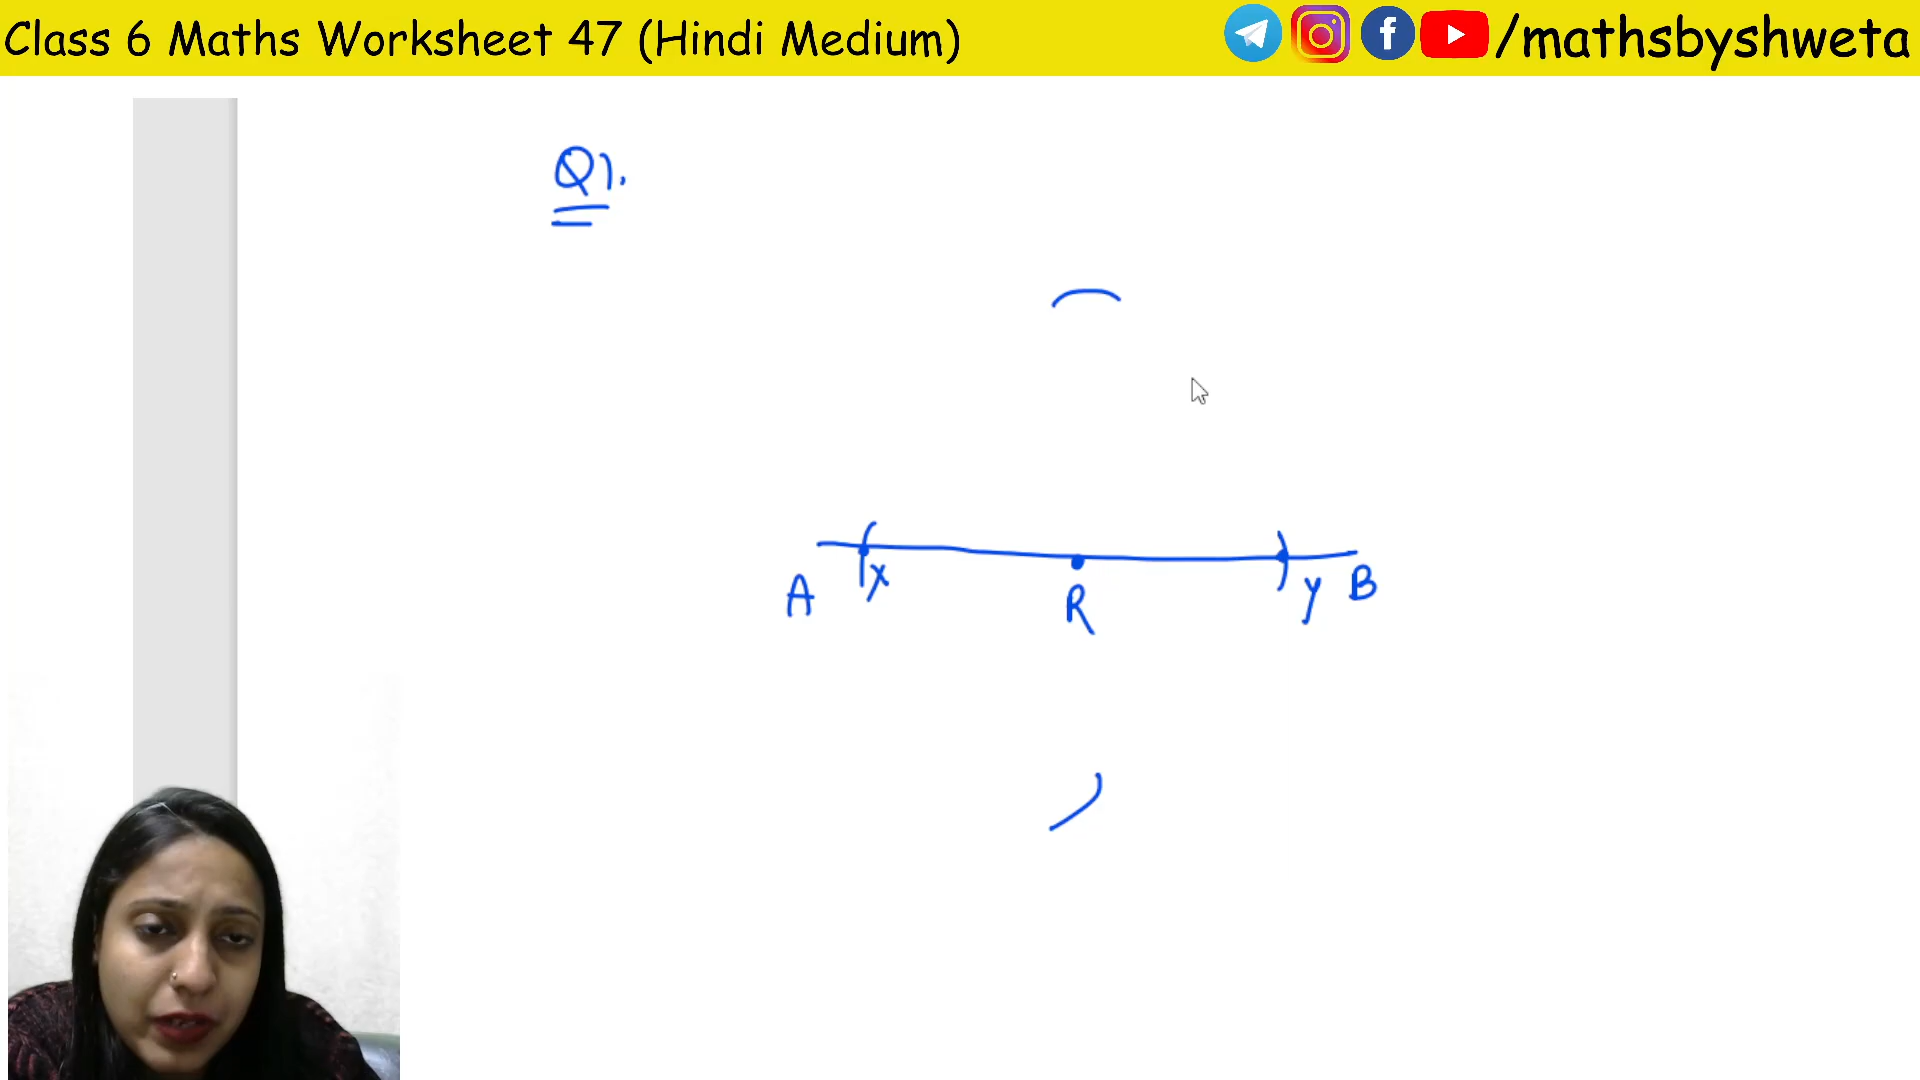 Class 6 Maths Worksheet 47 (Hindi Medium)
/mathsbyshweta
Q1.
A x R y B